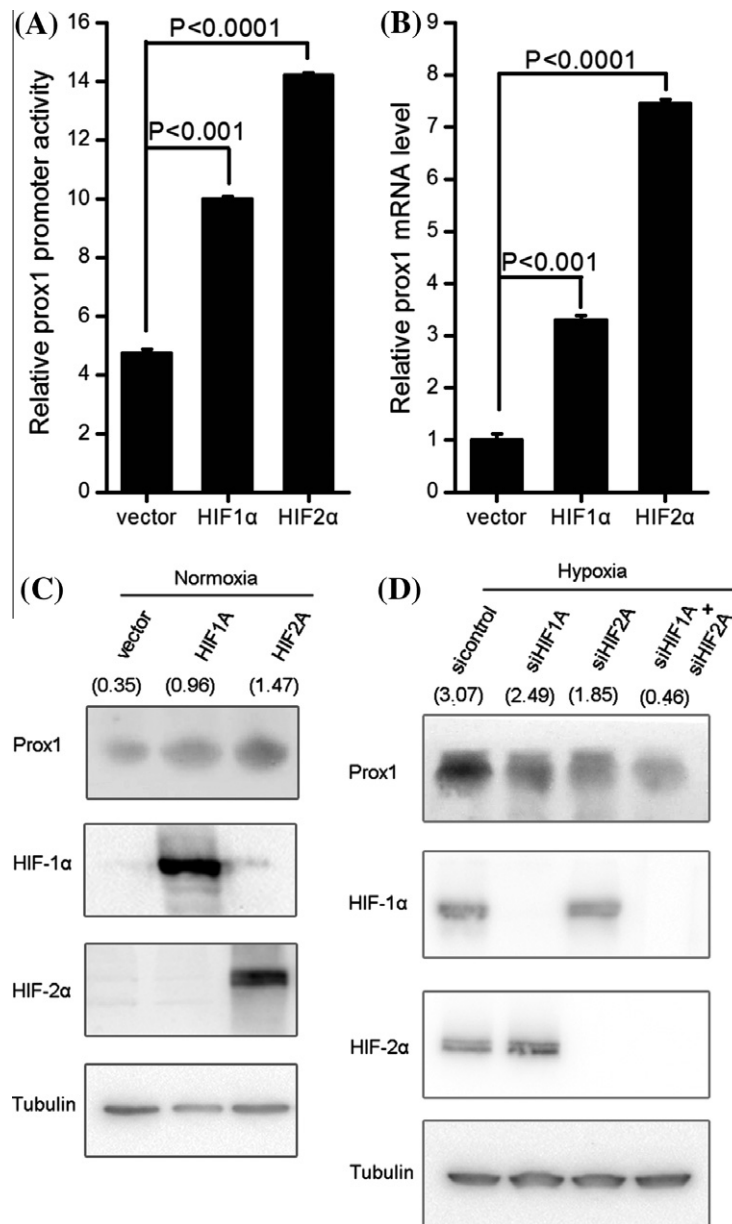 (A)
Relative prox1 promoter activity
16
14
12
10
8
6
4
2
0
P<0.0001
P<0.001
vector HIF1α HIF2α
(B)
Relative prox1 mRNA level
9
8
7
6
5
4
3
2
1
0
P<0.0001
P<0.001
vector HIF1α HIF2α
(C)
Normoxia
vector HIF1A HIF2A
(0.35) (0.96) (1.47)
Prox1
HIF-1α
HIF-2α
Tubulin
(D)
Hypoxia
sicontrol siHIF1A siHIF2A siHIF1A + siHIF2A
(3.07) (2.49) (1.85) (0.46)
Prox1
HIF-1α
HIF-2α
Tubulin